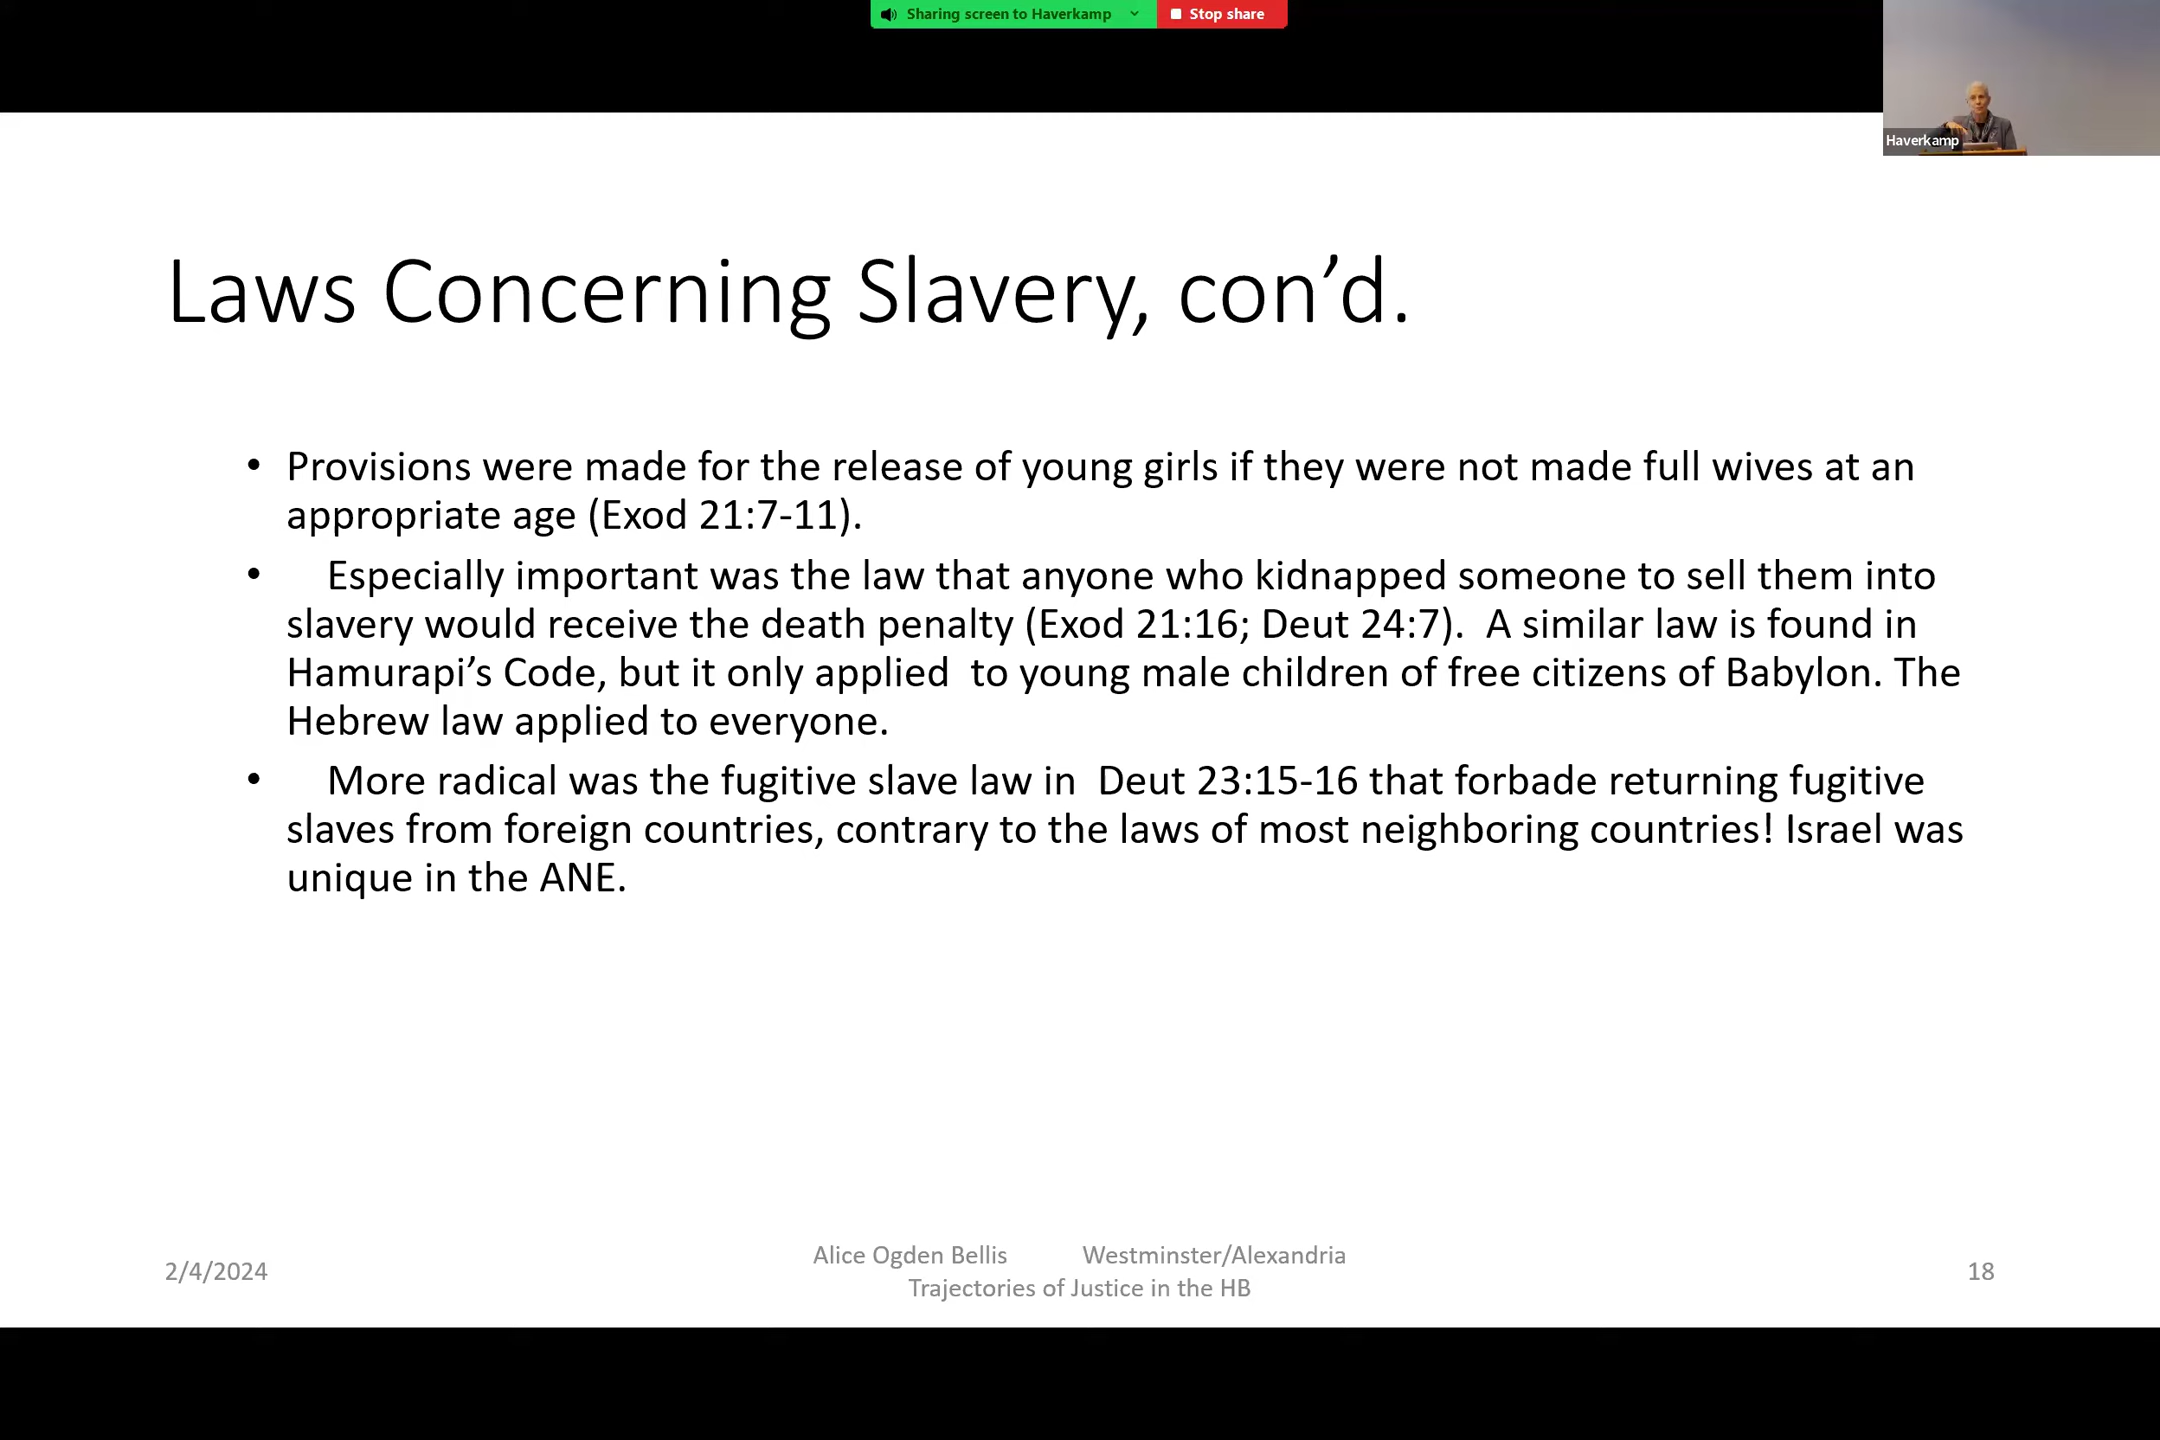 Sharing screen to Haverkamp
Stop share
Haverkamp
Laws Concerning Slavery, con’d.
• Provisions were made for the release of young girls if they were not made full wives at an
appropriate age (Exod 21:7-11).
• Especially important was the law that anyone who kidnapped someone to sell them into
slavery would receive the death penalty (Exod 21:16; Deut 24:7).  A similar law is found in
Hamurapi’s Code, but it only applied  to young male children of free citizens of Babylon. The
Hebrew law applied to everyone.
• More radical was the fugitive slave law in  Deut 23:15-16 that forbade returning fugitive
slaves from foreign countries, contrary to the laws of most neighboring countries! Israel was
unique in the ANE.
2/4/2024
Alice Ogden Bellis Westminster/Alexandria
Trajectories of Justice in the HB
18